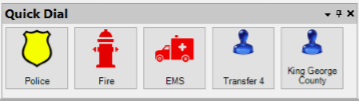 Quick Dial
Police
Fire
EMS
Transfer 4
King George
County